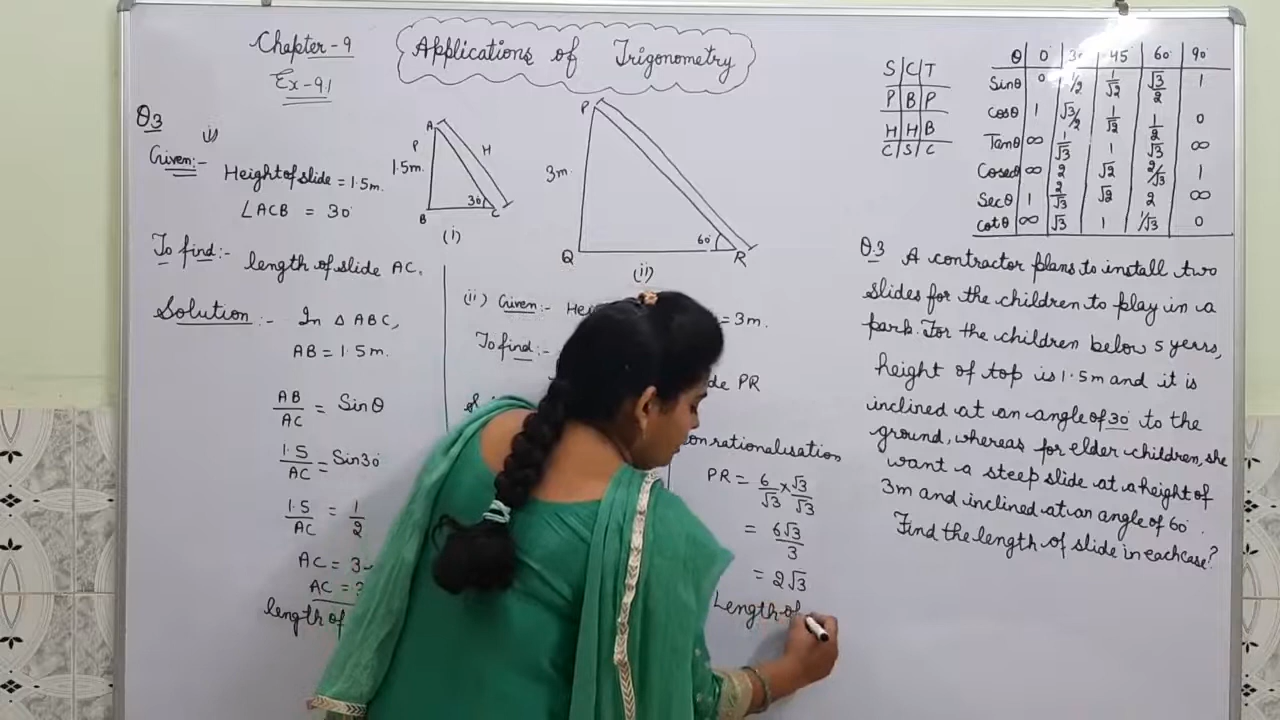 Chapter-9
Ex-9.1
Applications of Trigonometry
Q3
i)
Given:-
Height of slide = 1.5m.
∠ACB = 30°
To find:- length of slide AC.
Solution:- In △ABC,
AB = 1.5m.
AB/AC = Sinθ
1.5/AC = Sin30°
1.5/AC = 1/2
AC = 3
AC =
length of
A
P
H
1.5m.
30°
B
C
(i)
P
3m.
60°
Q
R
(ii)
(ii) Given:-
= 3m.
To find:-
PR
on rationalisation
PR = 6/√3 × √3/√3
= 6√3/3
= 2√3
Length of
S C T
P B P
H H B
C S C
θ 0° 30° 45° 60° 90°
Sinθ 0 1/2 1/√2 √3/2 1
cosθ 1 √3/2 1/√2 1/2 0
Tanθ ∞ 1/√3 1 √3 ∞
Cosecθ ∞ 2 √2 2/√3 1
Secθ 1 2/√3 √2 2 ∞
cotθ ∞ √3 1 1/√3 0
Q.3 A contractor plans to install two
slides for the children to play in a
park. For the children below 5 years,
height of top is 1.5m and it is
inclined at an angle of 30° to the
ground, whereas for elder children, she
want a steep slide at a height of
3m and inclined at an angle of 60°.
Find the length of slide in each case?